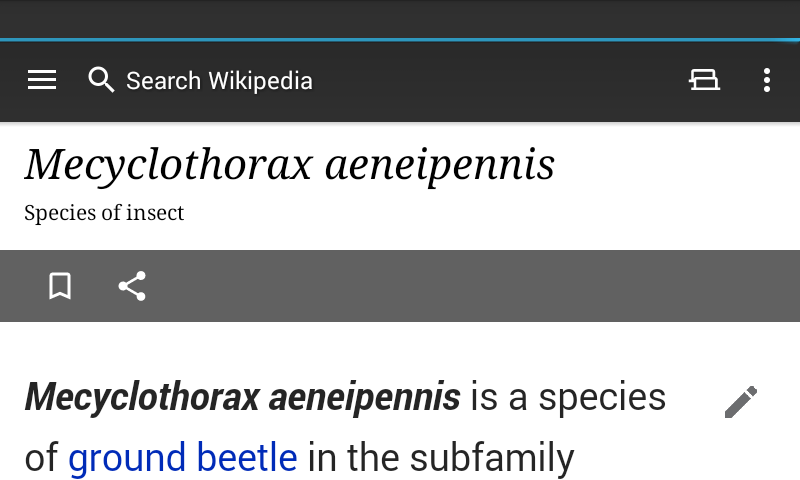 Search Wikipedia
Mecyclothorax aeneipennis
Species of insect
Mecyclothorax aeneipennis is a species
of ground beetle in the subfamily